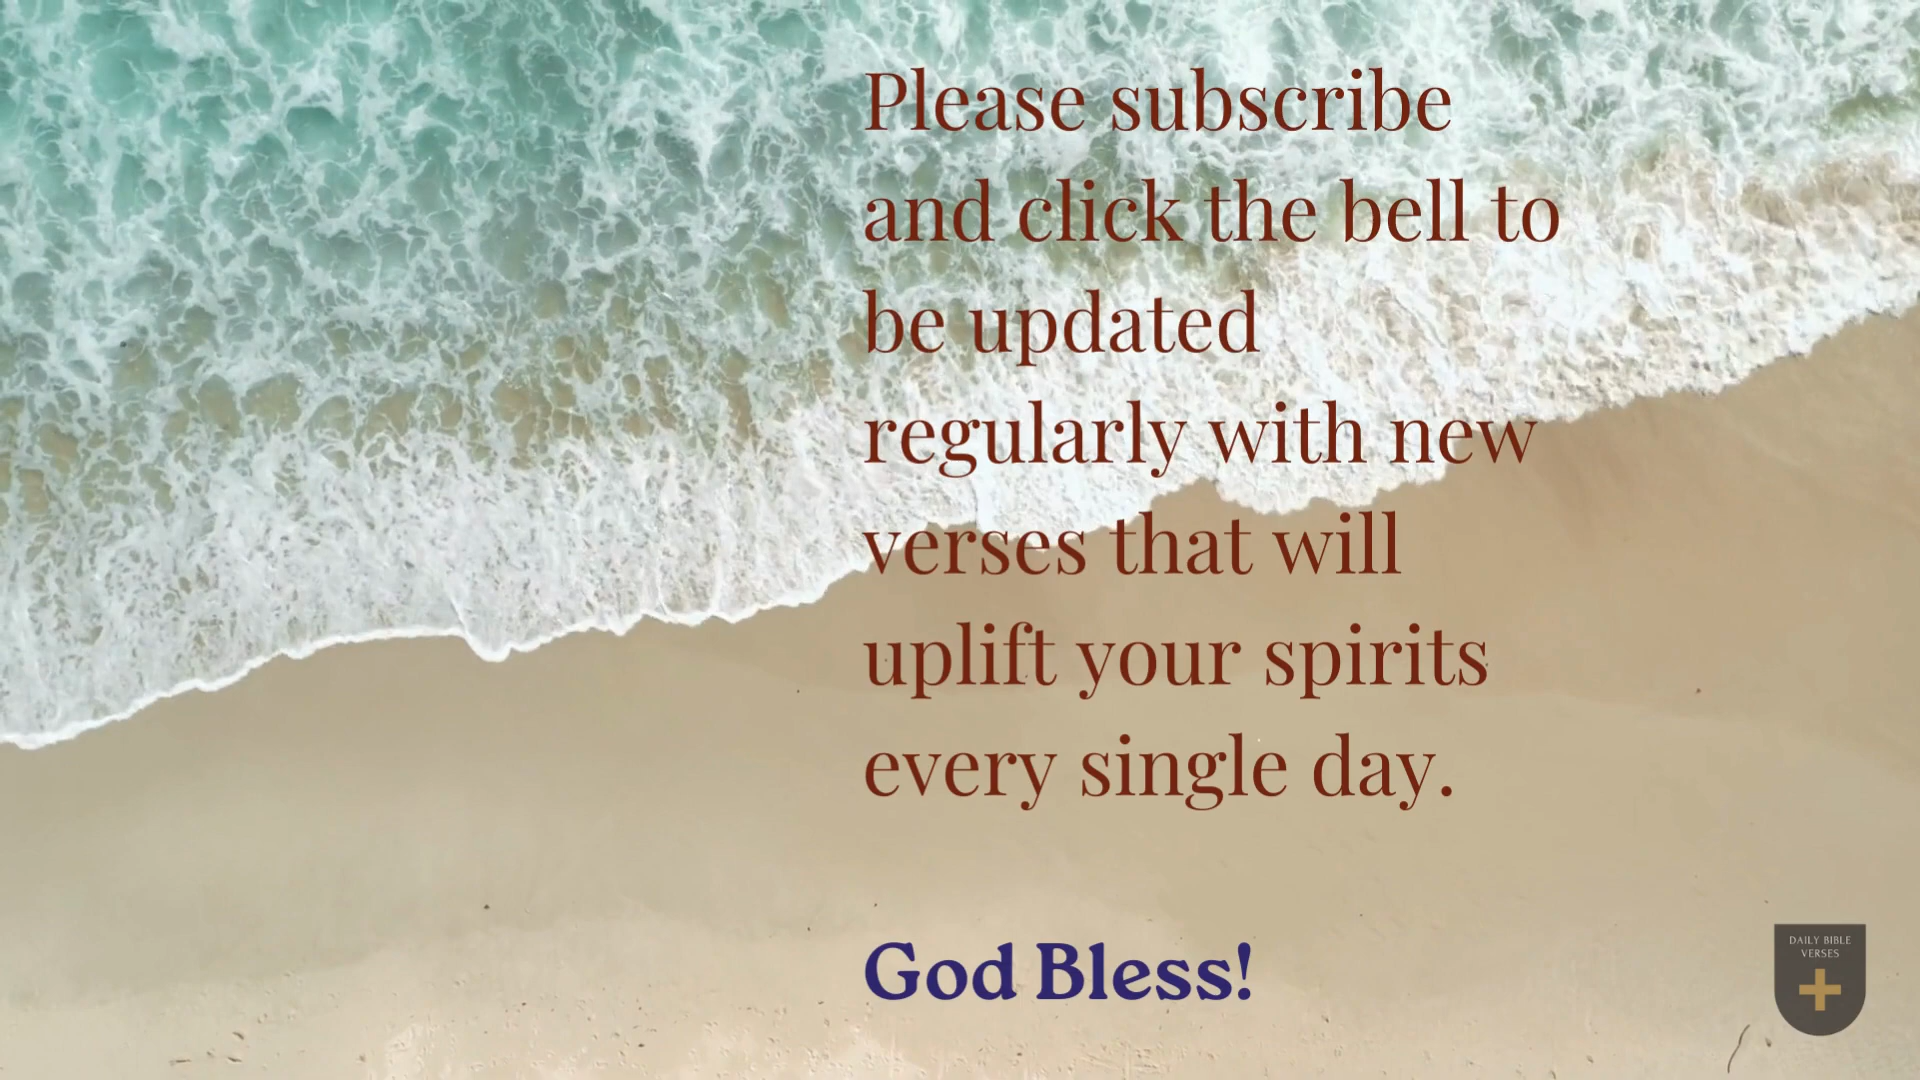 Please subscribe
and click the bell to
be updated
regularly with new
verses that will
uplift your spirits
every single day.
God Bless!
DAILY BIBLE
VERSES